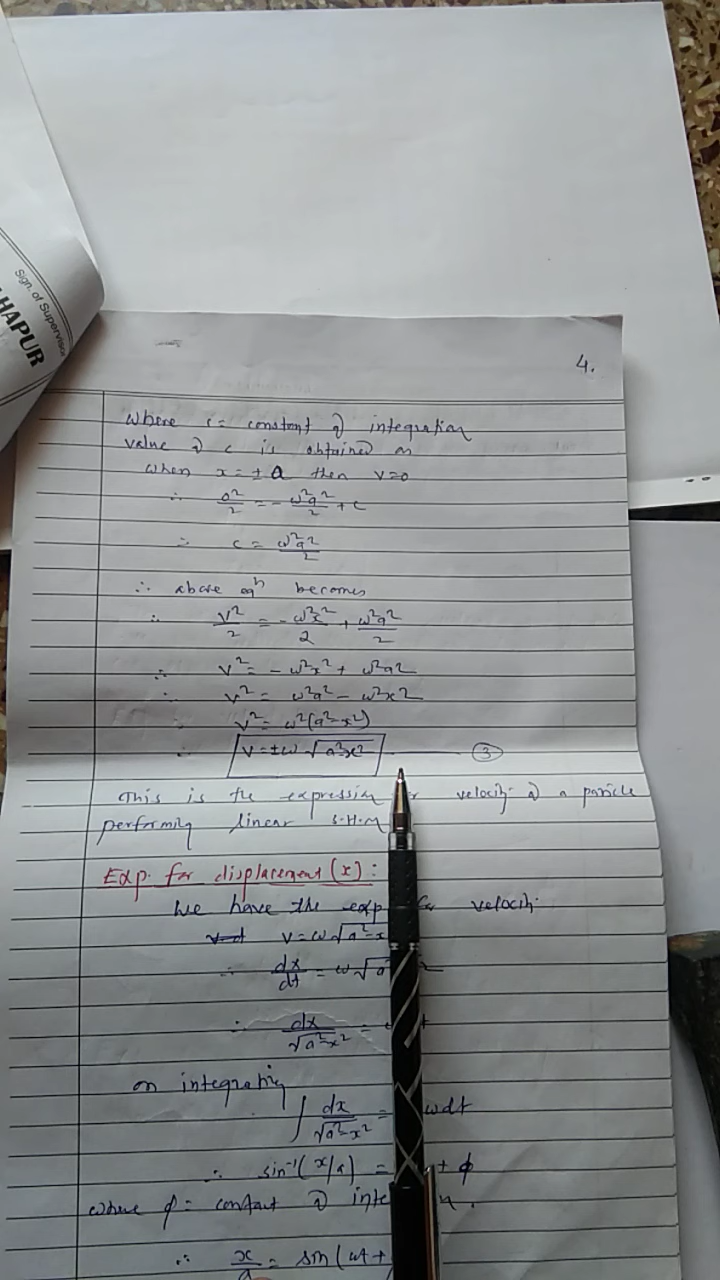 Sign. of Supervisor
HAPUR
4.
where c = constant of integration
value of c is obtained as
when x = ± a then v=0
∴ 0²/2 = - ω²a²/2 + c
∴ c = ω²a²/2
∴ above eqⁿ becomes
∴ v²/2 = - ω²x²/2 + ω²a²/2
∴ v² = - ω²x² + ω²a²
∴ v² = ω²a² - ω²x²
∴ v² = ω²(a²-x²)
∴ v = ±ω √a²-x² ③
This is the expression velocity of a particle
performing linear S.H.M
Exp. for displacement (x) :
We have the exp velocity
v = ω√a²-x
∴ dx/dt = ω√a² 2
∴ dx/√a²-x² =
on integrating
∫ dx/√a²-x² = ωdt
∴ sin⁻¹(x/a) = + φ
where φ = constant of inte n.
∴ x/a = sin(ωt +